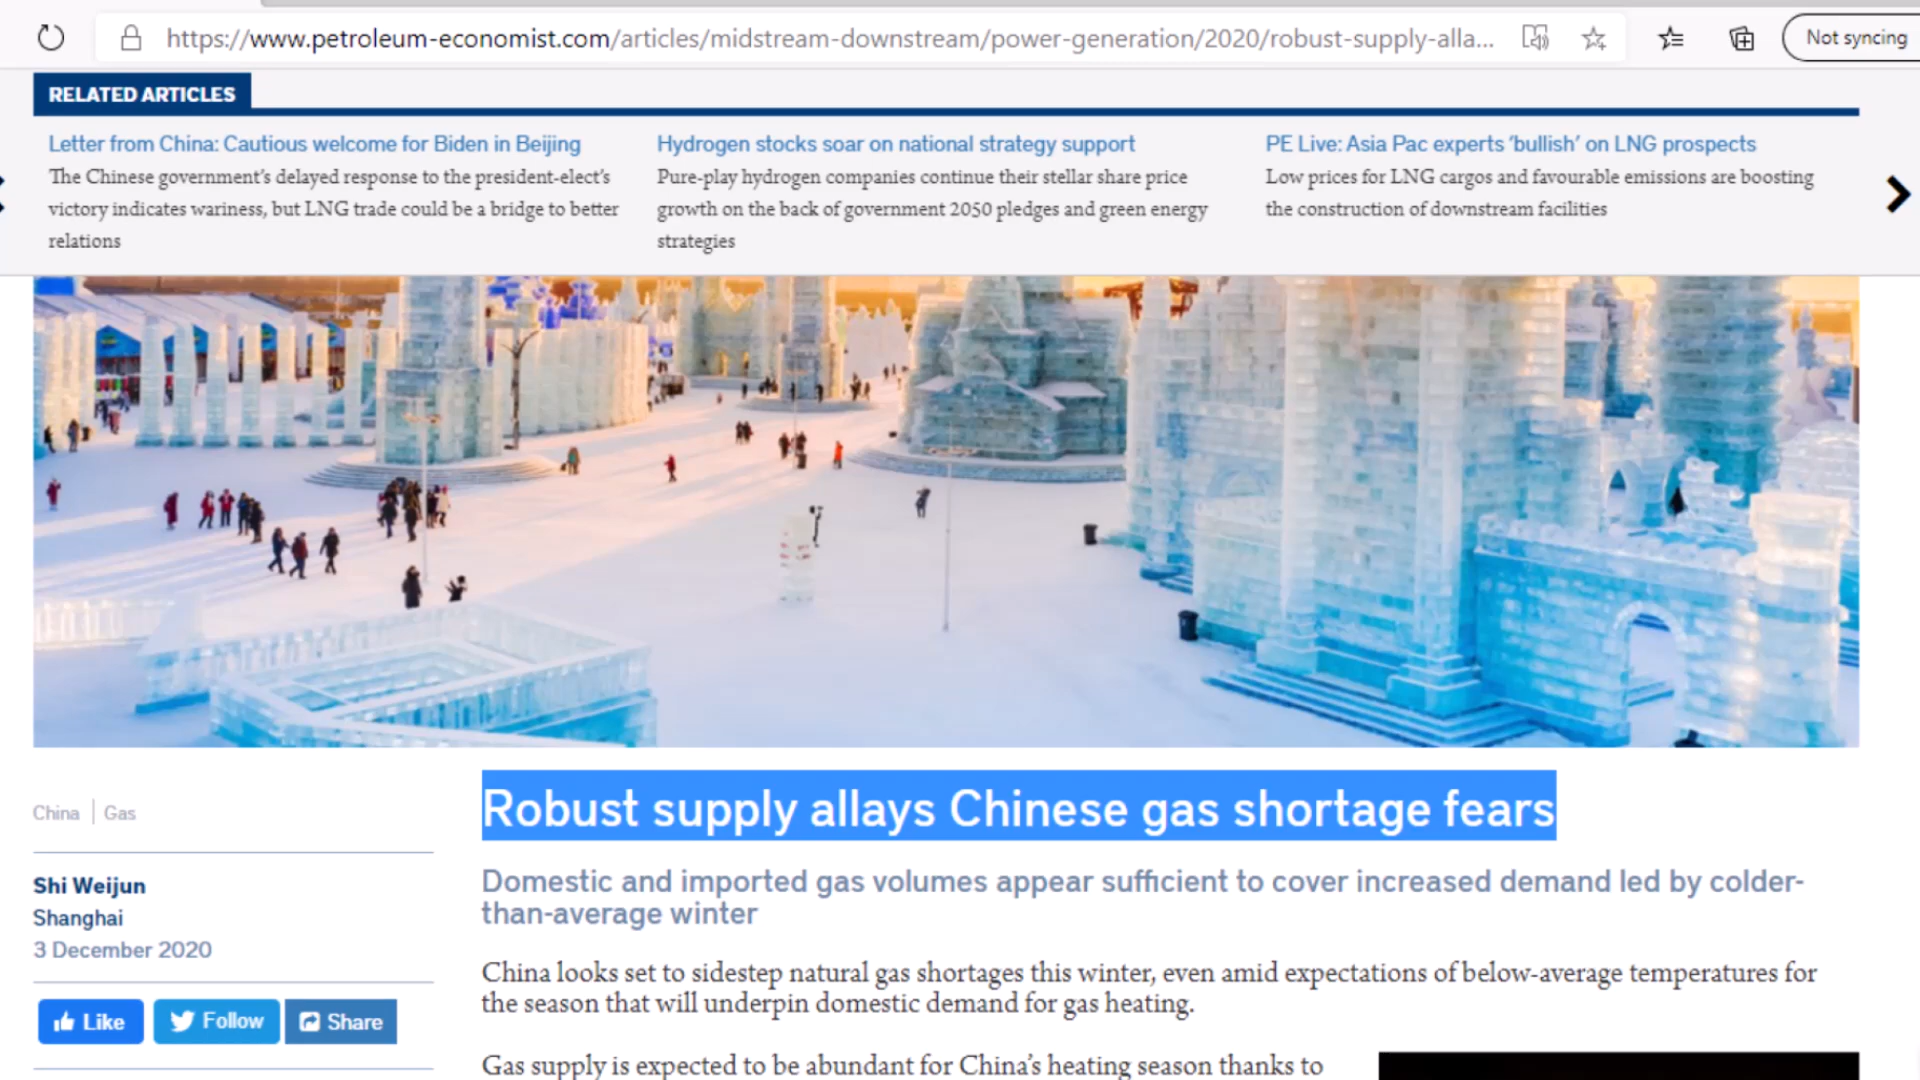 https://www.petroleum-economist.com/articles/midstream-downstream/power-generation/2020/robust-supply-alla...
Not syncing
RELATED ARTICLES
Letter from China: Cautious welcome for Biden in Beijing
The Chinese government's delayed response to the president-elect's
victory indicates wariness, but LNG trade could be a bridge to better
relations
Hydrogen stocks soar on national strategy support
Pure-play hydrogen companies continue their stellar share price
growth on the back of government 2050 pledges and green energy
strategies
PE Live: Asia Pac experts ‘bullish’ on LNG prospects
Low prices for LNG cargos and favourable emissions are boosting
the construction of downstream facilities
China | Gas
Shi Weijun
Shanghai
3 December 2020
Like Follow Share
Robust supply allays Chinese gas shortage fears
Domestic and imported gas volumes appear sufficient to cover increased demand led by colder-
than-average winter
China looks set to sidestep natural gas shortages this winter, even amid expectations of below-average temperatures for
the season that will underpin domestic demand for gas heating.
Gas supply is expected to be abundant for China's heating season thanks to